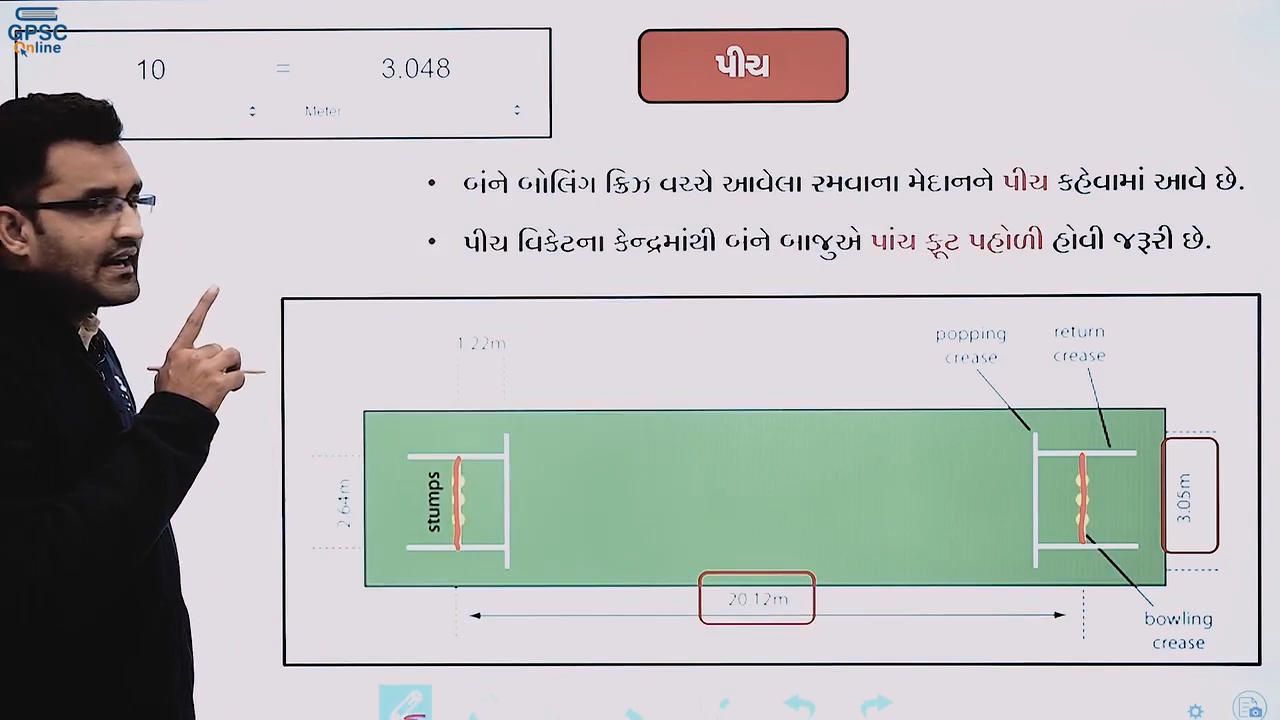 GPSC
Online
10 = 3.048
Meter
પીચ
• બંને બોલિંગ ક્રિઝ વચ્ચે આવેલા રમવાના મેદાનને પીચ કહેવામાં આવે છે.
• પીચ વિકેટના કેન્દ્રમાંથી બંને બાજુએ પાંચ ફૂટ પહોળી હોવી જરૂરી છે.
1.22m
popping
crease
return
crease
2.64m
stumps
3.05m
20.12m
bowling
crease